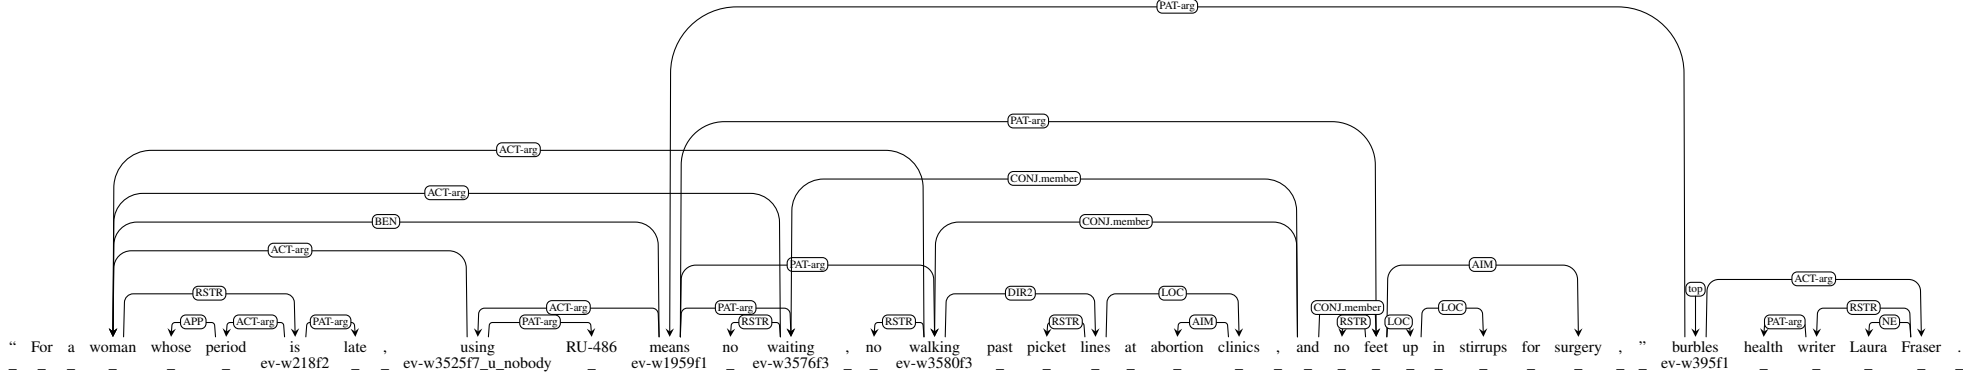 PAT-arg
PAT-arg
ACT-arg
CONJ.member
ACT-arg
BEN
CONJ.member
ACT-arg
PAT-arg
AIM
ACT-arg
top
RSTR
DIR2
LOC
ACT-arg
PAT-arg
CONJ.member
LOC
RSTR
APP
ACT-arg
PAT-arg
PAT-arg
RSTR
RSTR
RSTR
AIM
RSTR
LOC
PAT-arg
NE
“ For a woman whose period is late , using RU-486 means no waiting , no walking past picket lines at abortion clinics , and no feet up in stirrups for surgery , ” burbles health writer Laura Fraser .
_ _ _ _ _ _ ev-w218f2 _ _ ev-w3525f7_u_nobody _ ev-w1959f1 _ ev-w3576f3 _ _ ev-w3580f3 _ _ _ _ _ _ _ _ _ _ _ _ _ _ _ _ _ ev-w395f1 _ _ _ _ _